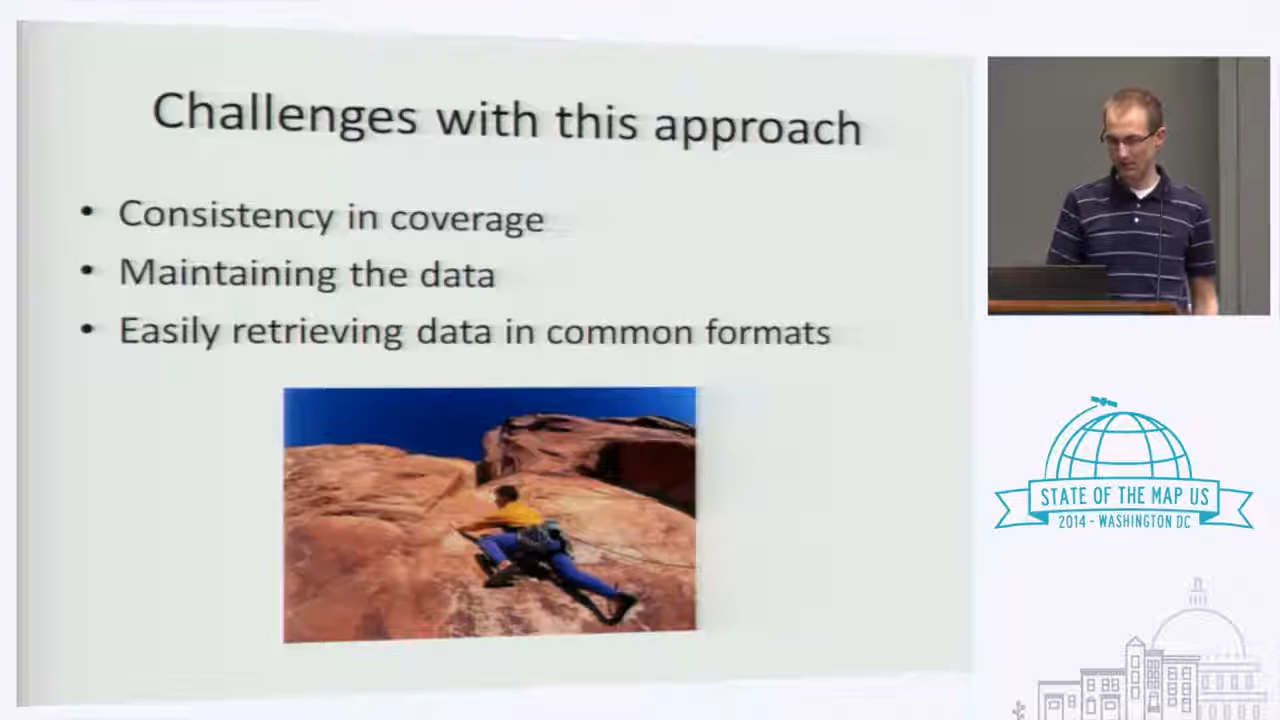 Challenges with this approach
• Consistency in coverage
• Maintaining the data
• Easily retrieving data in common formats
STATE OF THE MAP US
2014 - WASHINGTON DC